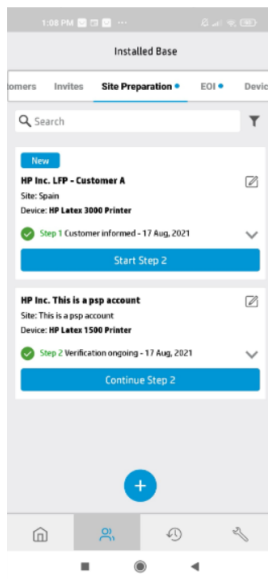 1:08 PM
Installed Base
omers Invites Site Preparation EOI Devic
Search
New
HP Inc. LFP - Customer A
Site: Spain
Device: HP Latex 3000 Printer
Step 1 Customer informed - 17 Aug, 2021
Start Step 2
HP Inc. This is a psp account
Site: This is a psp account
Device: HP Latex 1500 Printer
Step 2 Verification ongoing - 17 Aug, 2021
Continue Step 2